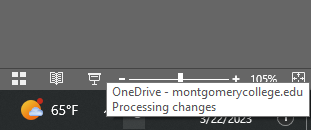 105%
OneDrive - montgomerycollege.edu
Processing changes
65°F
3/22/2023